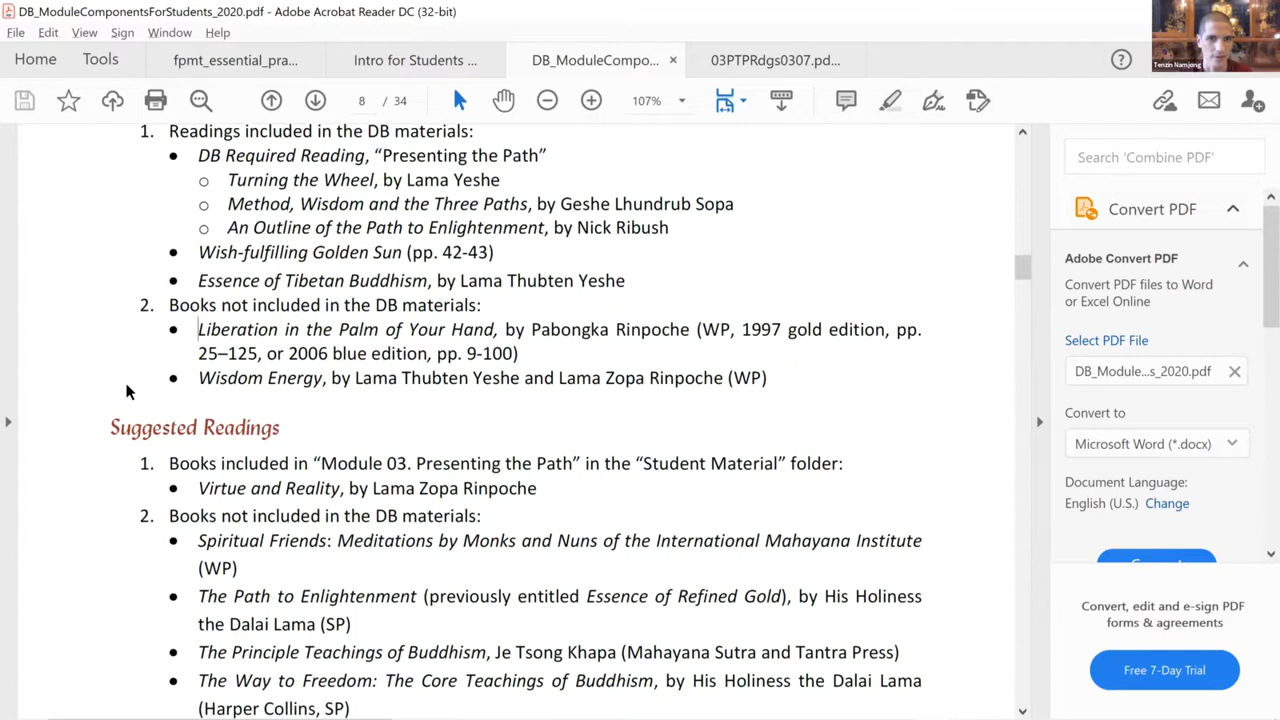 DB_ModuleComponentsForStudents_2020.pdf - Adobe Acrobat Reader DC (32-bit)
File Edit View Sign Window Help
Tenzin Namjong
Home Tools fpmt_essential_pra... Intro for Students ... DB_ModuleCompo... × 03PTPRdgs0307.pd...
8 / 34 107%
1. Readings included in the DB materials:
• DB Required Reading, “Presenting the Path”
o Turning the Wheel, by Lama Yeshe
o Method, Wisdom and the Three Paths, by Geshe Lhundrub Sopa
o An Outline of the Path to Enlightenment, by Nick Ribush
• Wish-fulfilling Golden Sun (pp. 42-43)
• Essence of Tibetan Buddhism, by Lama Thubten Yeshe
2. Books not included in the DB materials:
• Liberation in the Palm of Your Hand, by Pabongka Rinpoche (WP, 1997 gold edition, pp.
25–125, or 2006 blue edition, pp. 9-100)
• Wisdom Energy, by Lama Thubten Yeshe and Lama Zopa Rinpoche (WP)
Suggested Readings
1. Books included in “Module 03. Presenting the Path” in the “Student Material” folder:
• Virtue and Reality, by Lama Zopa Rinpoche
2. Books not included in the DB materials:
• Spiritual Friends: Meditations by Monks and Nuns of the International Mahayana Institute
(WP)
• The Path to Enlightenment (previously entitled Essence of Refined Gold), by His Holiness
the Dalai Lama (SP)
• The Principle Teachings of Buddhism, Je Tsong Khapa (Mahayana Sutra and Tantra Press)
• The Way to Freedom: The Core Teachings of Buddhism, by His Holiness the Dalai Lama
(Harper Collins, SP)
Search 'Combine PDF'
Convert PDF
Adobe Convert PDF
Convert PDF files to Word
or Excel Online
Select PDF File
DB_Module...s_2020.pdf
Convert to
Microsoft Word (*.docx)
Document Language:
English (U.S.) Change
Convert, edit and e-sign PDF
forms & agreements
Free 7-Day Trial